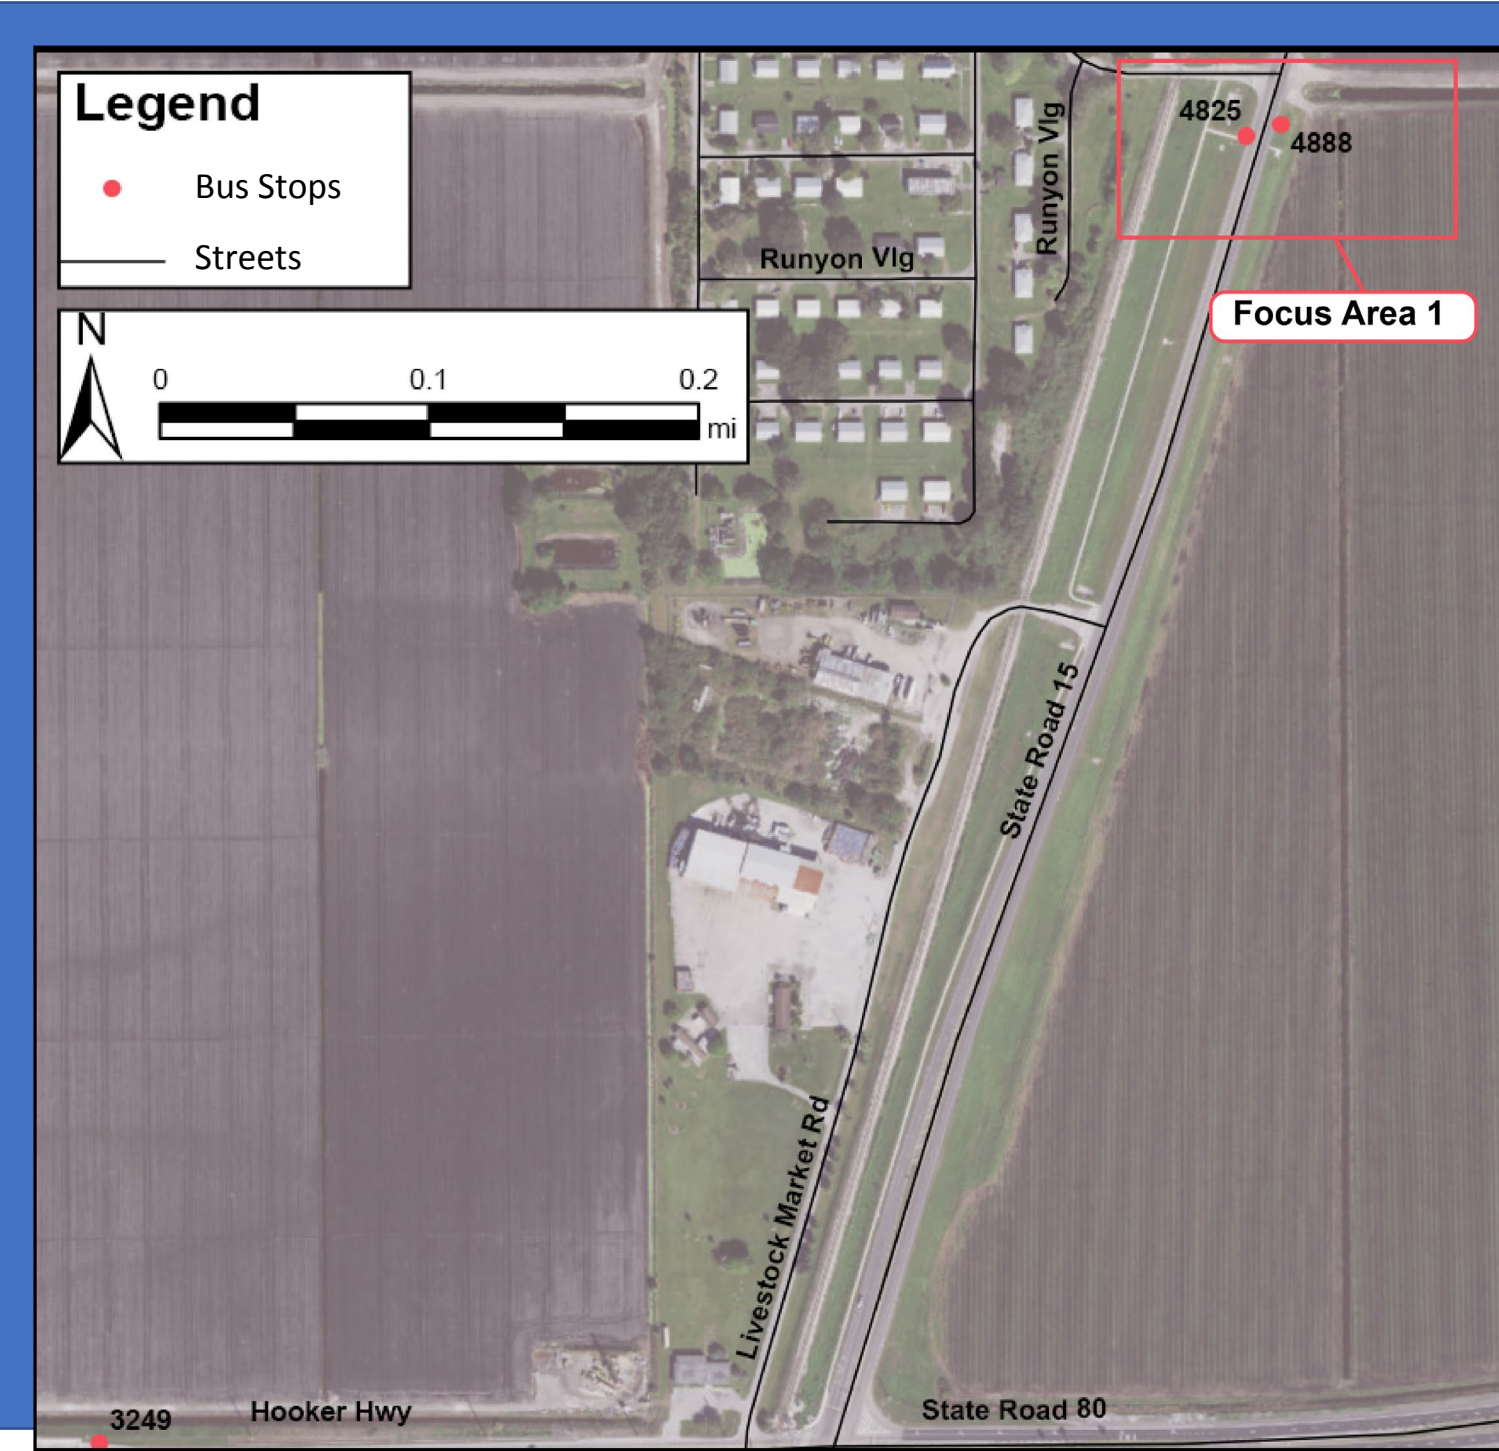 Legend
Bus Stops
Streets
N
0 0.1 0.2
mi
4825
4888
Runyon Vlg
Runyon Vlg
Focus Area 1
State Road 15
Livestock Market Rd
3249
Hooker Hwy
State Road 80